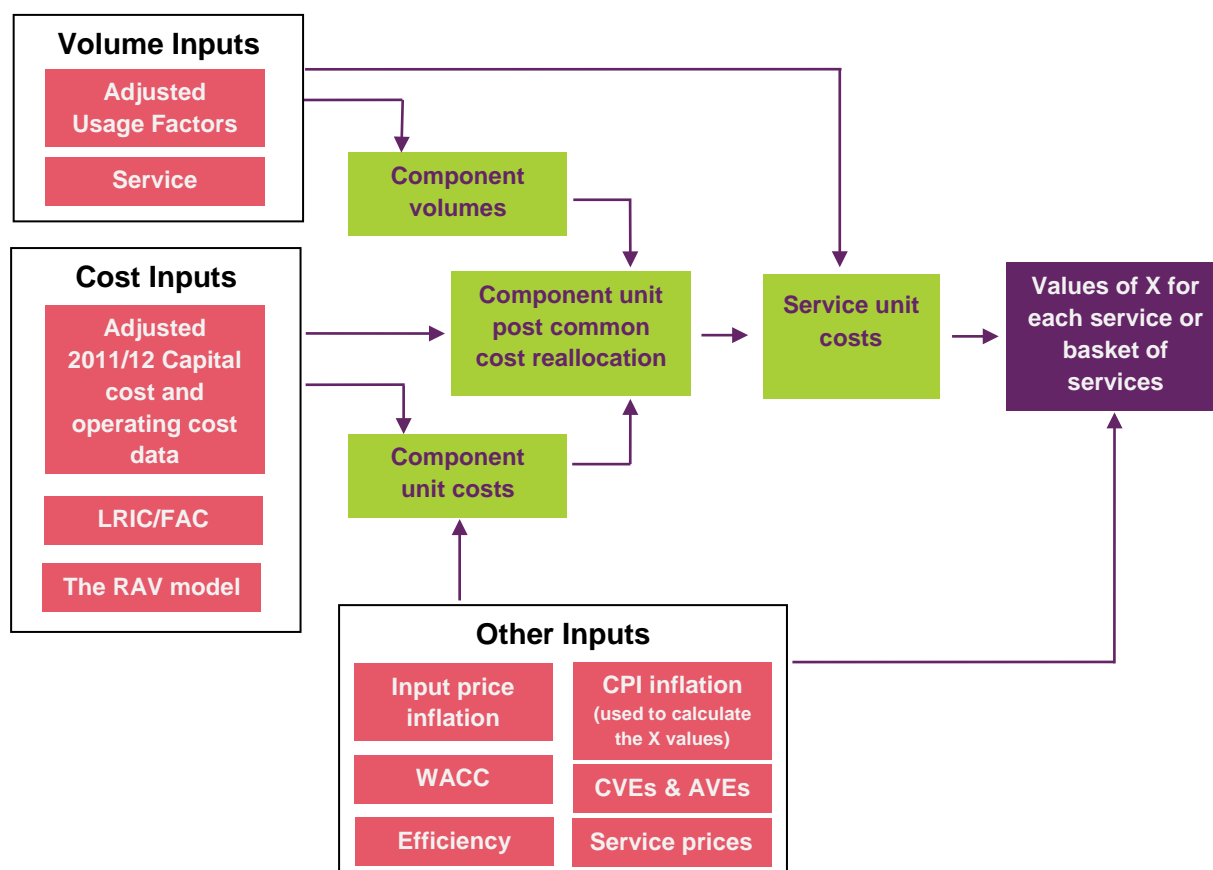 Volume Inputs
Adjusted
Usage Factors
Service
Component
volumes
Cost Inputs
Adjusted
2011/12 Capital
cost and
operating cost
data
LRIC/FAC
The RAV model
Component unit
post common
cost reallocation
Component
unit costs
Service unit
costs
Values of X for
each service or
basket of
services
Other Inputs
Input price
inflation
WACC
Efficiency
CPI inflation
(used to calculate
the X values)
CVEs & AVEs
Service prices